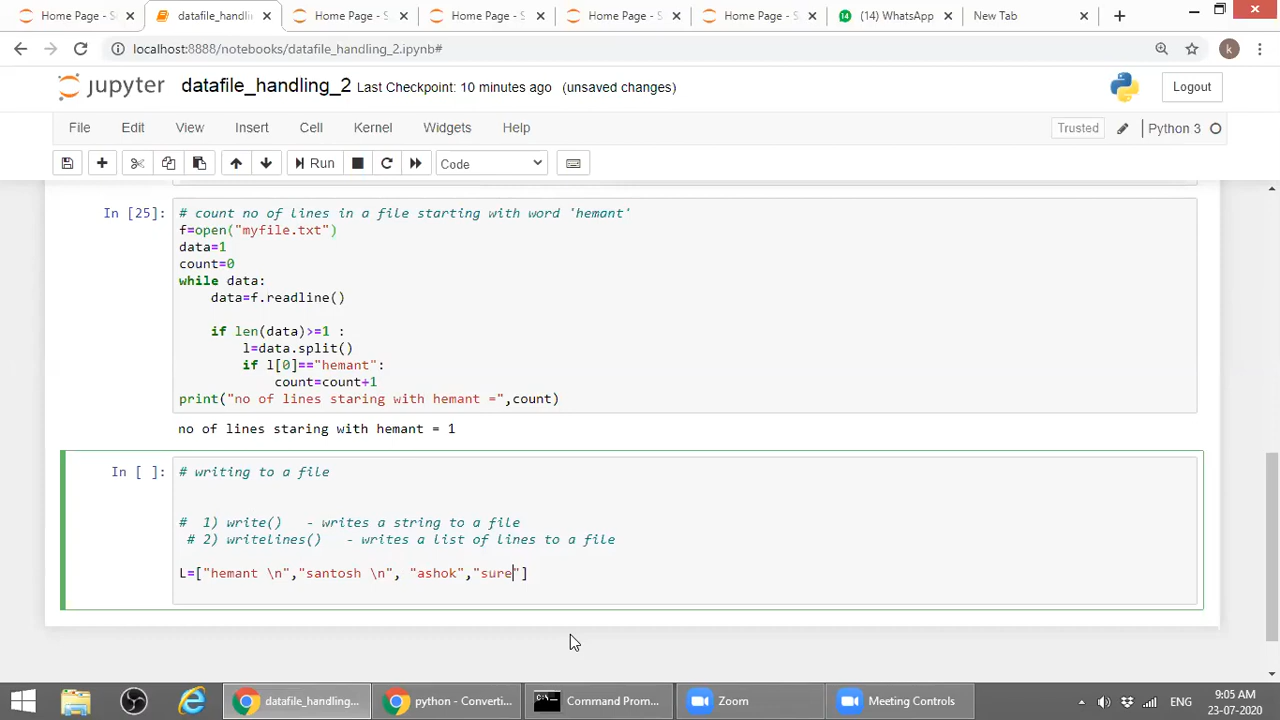 Home Page - S
datafile_handli
Home Page - S
Home Page - S
Home Page - S
Home Page - S
(14) WhatsApp
New Tab
localhost:8888/notebooks/datafile_handling_2.ipynb#
k
jupyter datafile_handling_2 Last Checkpoint: 10 minutes ago (unsaved changes)
Logout
File Edit View Insert Cell Kernel Widgets Help
Trusted
Python 3
Run
Code
In [25]:
# count no of lines in a file starting with word 'hemant'
f=open("myfile.txt")
data=1
count=0
while data:
data=f.readline()
if len(data)>=1 :
l=data.split()
if l[0]=="hemant":
count=count+1
print("no of lines staring with hemant =",count)
no of lines staring with hemant = 1
In [ ]:
# writing to a file
# 1) write() - writes a string to a file
# 2) writelines() - writes a list of lines to a file
L=["hemant \n","santosh \n", "ashok","sure"]
datafile_handling...
python - Converti...
Command Prom...
Zoom
Meeting Controls
ENG
9:05 AM
23-07-2020